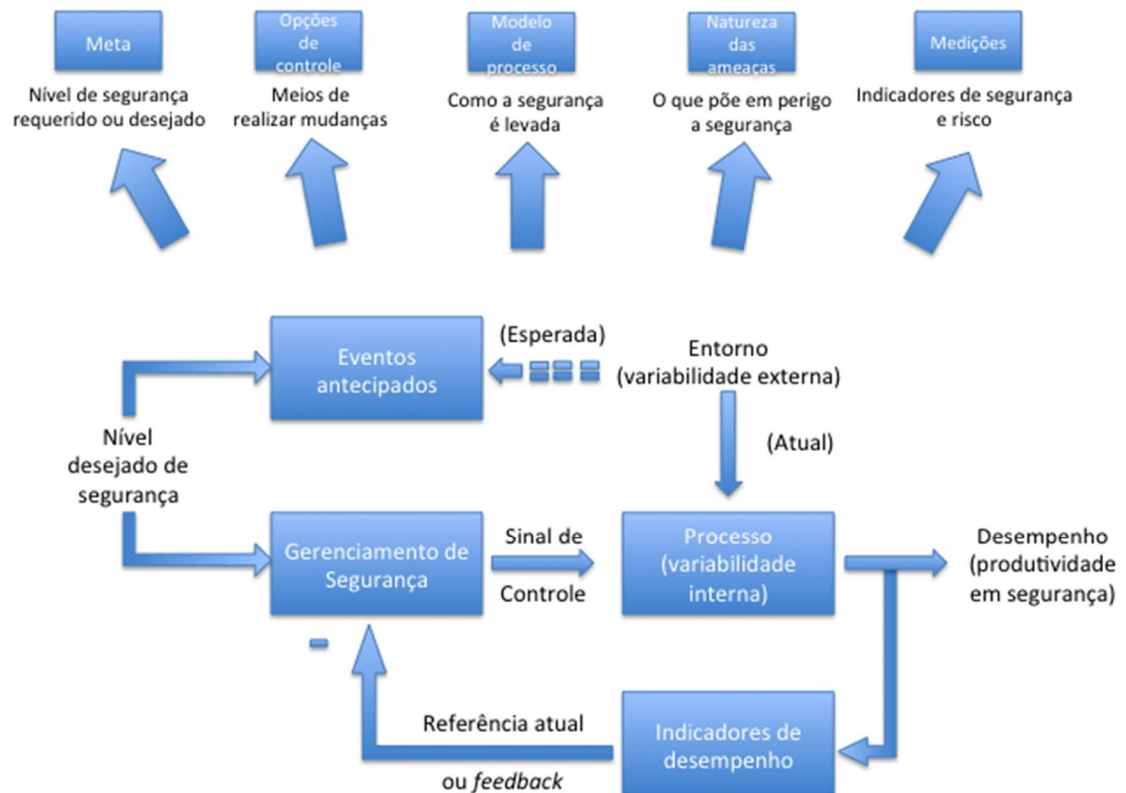 Meta
Nível de segurança
requerido ou desejado
Opções
de
controle
Meios de
realizar mudanças
Modelo
de
processo
Como a segurança
é levada
Natureza
das
ameaças
O que põe em perigo
a segurança
Medições
Indicadores de segurança
e risco
Eventos
antecipados
(Esperada)
Entorno
(variabilidade externa)
(Atual)
Nível
desejado de
segurança
Gerenciamento de
Segurança
Sinal de
Controle
Processo
(variabilidade
interna)
Desempenho
(produtividade
em segurança)
Referência atual
ou feedback
Indicadores de
desempenho